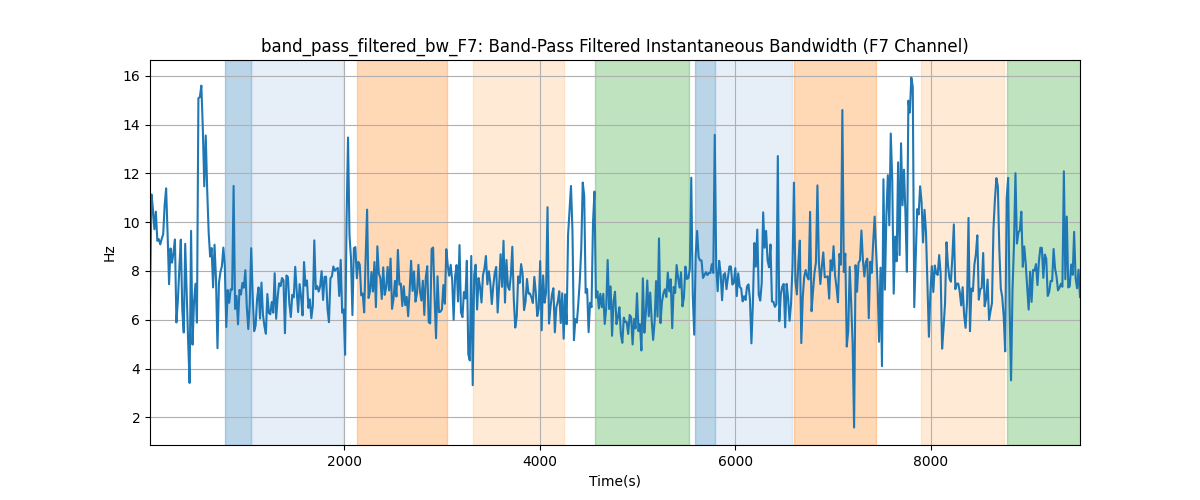 band_pass_filtered_bw_F7: Band-Pass Filtered Instantaneous Bandwidth (F7 Channel)
16
14
12
10
8
6
4
2
Hz
2000 4000 6000 8000
Time(s)